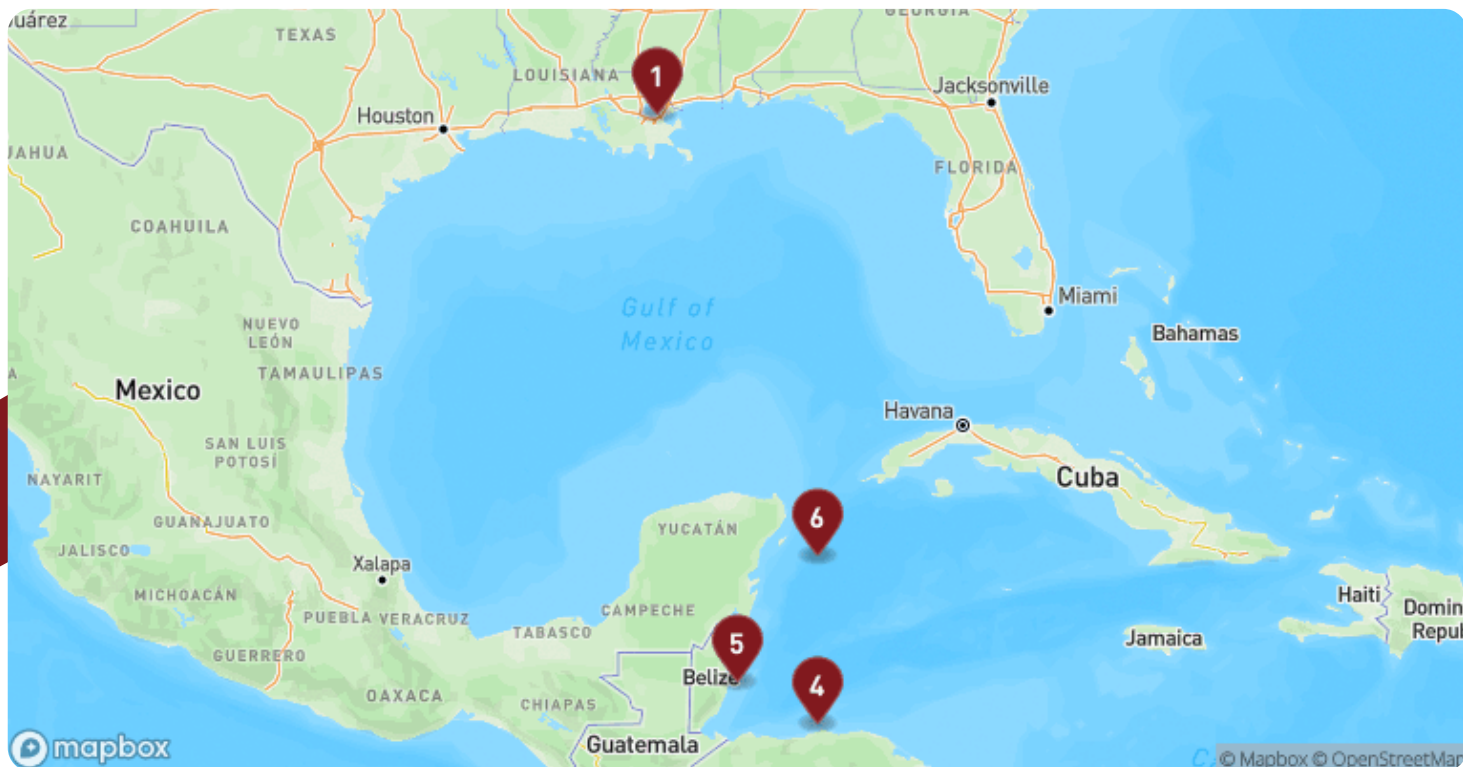 uárez
TEXAS
GEORGIA
LOUISIANA
1
Jacksonville
Houston
FLORIDA
COAHUILA
Gulf of
Mexico
Miami
Bahamas
NUEVO
LEÓN
TAMAULIPAS
Mexico
Havana
SAN LUIS
POTOSÍ
Cuba
NAYARIT
6
YUCATÁN
GUANAJUATO
JALISCO
Xalapa
MICHOACÁN
Haiti
CAMPECHE
Domin
Repu
PUEBLA VERACRUZ
TABASCO
Jamaica
5
GUERRERO
Belize
4
OAXACA
CHIAPAS
Guatemala
mapbox
© Mapbox © OpenStreetMap